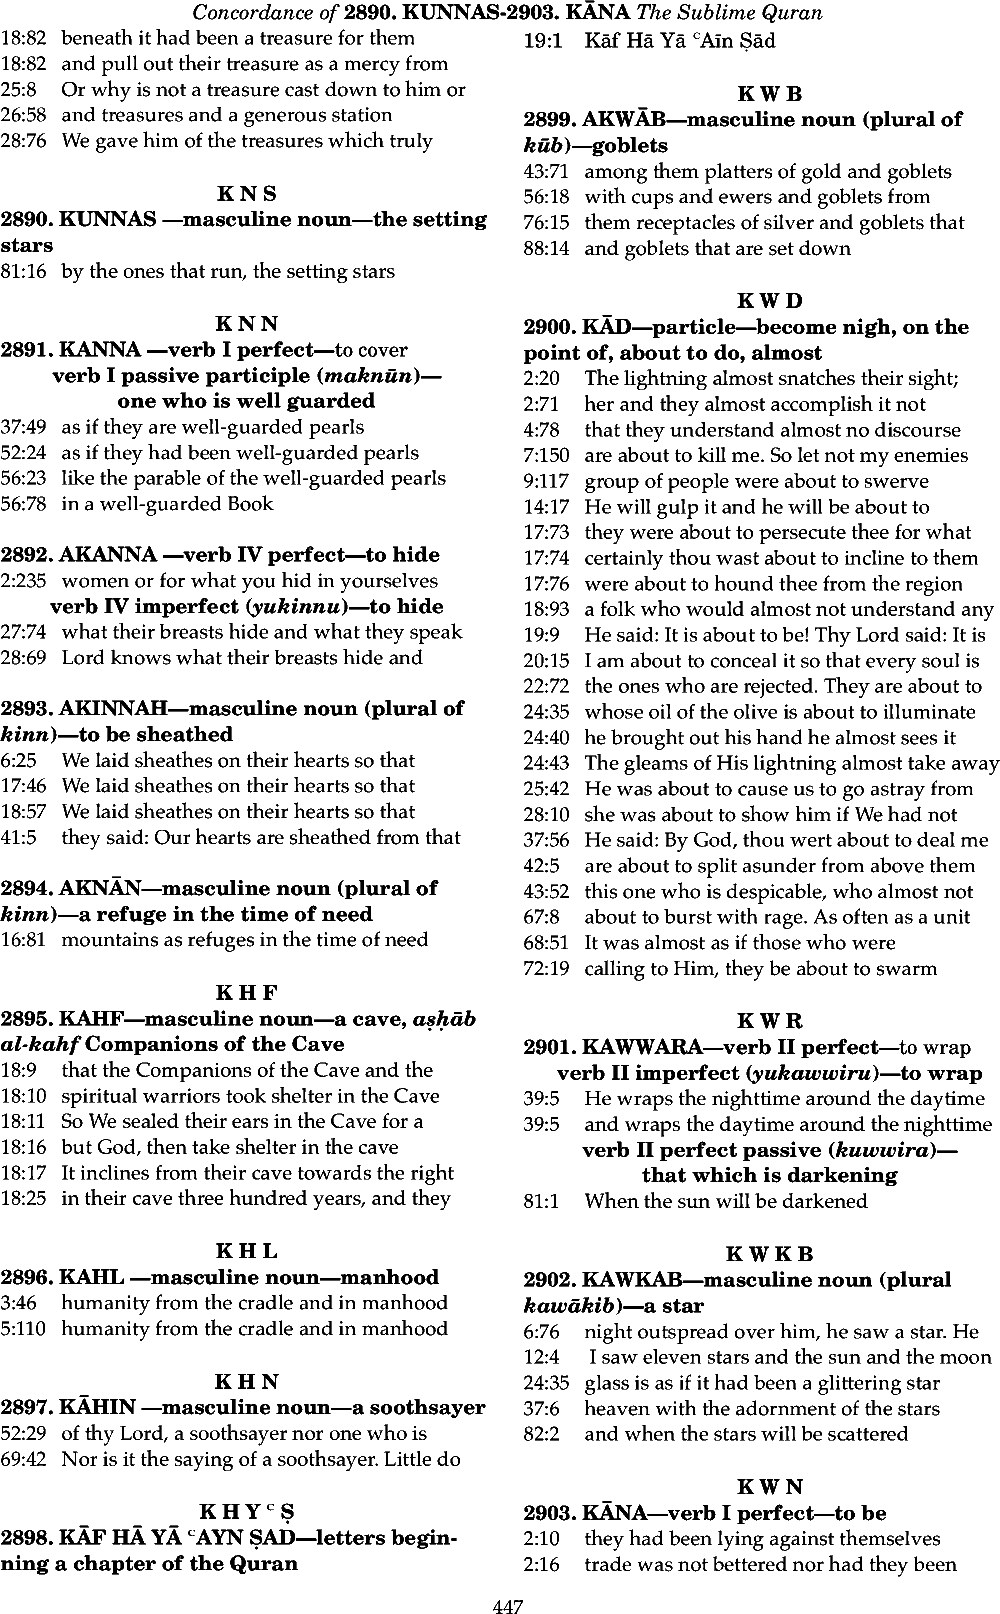 Concordance of 2890. KUNNAS-2903. KĀNA The Sublime Quran
18:82 beneath it had been a treasure for them
18:82 and pull out their treasure as a mercy from
25:8 Or why is not a treasure cast down to him or
26:58 and treasures and a generous station
28:76 We gave him of the treasures which truly
K N S
2890. KUNNAS —masculine noun—the setting
stars
81:16 by the ones that run, the setting stars
K N N
2891. KANNA —verb I perfect—to cover
verb I passive participle (maknūn)—
one who is well guarded
37:49 as if they are well-guarded pearls
52:24 as if they had been well-guarded pearls
56:23 like the parable of the well-guarded pearls
56:78 in a well-guarded Book
2892. AKANNA —verb IV perfect—to hide
2:235 women or for what you hid in yourselves
verb IV imperfect (yukinnu)—to hide
27:74 what their breasts hide and what they speak
28:69 Lord knows what their breasts hide and
2893. AKINNAH—masculine noun (plural of
kinn)—to be sheathed
6:25 We laid sheathes on their hearts so that
17:46 We laid sheathes on their hearts so that
18:57 We laid sheathes on their hearts so that
41:5 they said: Our hearts are sheathed from that
2894. AKNĀN—masculine noun (plural of
kinn)—a refuge in the time of need
16:81 mountains as refuges in the time of need
K H F
2895. KAHF—masculine noun—a cave, aṣḥāb
al-kahf Companions of the Cave
18:9 that the Companions of the Cave and the
18:10 spiritual warriors took shelter in the Cave
18:11 So We sealed their ears in the Cave for a
18:16 but God, then take shelter in the cave
18:17 It inclines from their cave towards the right
18:25 in their cave three hundred years, and they
K H L
2896. KAHL —masculine noun—manhood
3:46 humanity from the cradle and in manhood
5:110 humanity from the cradle and in manhood
K H N
2897. KĀHIN —masculine noun—a soothsayer
52:29 of thy Lord, a soothsayer nor one who is
69:42 Nor is it the saying of a soothsayer. Little do
K H Y ᶜ Ṣ
2898. KĀF HĀ YĀ ᶜAYN ṢAD—letters begin-
ning a chapter of the Quran
19:1 Kāf Hā Yā ᶜAīn Ṣād
K W B
2899. AKWĀB—masculine noun (plural of
kūb)—goblets
43:71 among them platters of gold and goblets
56:18 with cups and ewers and goblets from
76:15 them receptacles of silver and goblets that
88:14 and goblets that are set down
K W D
2900. KĀD—particle—become nigh, on the
point of, about to do, almost
2:20 The lightning almost snatches their sight;
2:71 her and they almost accomplish it not
4:78 that they understand almost no discourse
7:150 are about to kill me. So let not my enemies
9:117 group of people were about to swerve
14:17 He will gulp it and he will be about to
17:73 they were about to persecute thee for what
17:74 certainly thou wast about to incline to them
17:76 were about to hound thee from the region
18:93 a folk who would almost not understand any
19:9 He said: It is about to be! Thy Lord said: It is
20:15 I am about to conceal it so that every soul is
22:72 the ones who are rejected. They are about to
24:35 whose oil of the olive is about to illuminate
24:40 he brought out his hand he almost sees it
24:43 The gleams of His lightning almost take away
25:42 He was about to cause us to go astray from
28:10 she was about to show him if We had not
37:56 He said: By God, thou wert about to deal me
42:5 are about to split asunder from above them
43:52 this one who is despicable, who almost not
67:8 about to burst with rage. As often as a unit
68:51 It was almost as if those who were
72:19 calling to Him, they be about to swarm
K W R
2901. KAWWARA—verb II perfect—to wrap
verb II imperfect (yukawwiru)—to wrap
39:5 He wraps the nighttime around the daytime
39:5 and wraps the daytime around the nighttime
verb II perfect passive (kuwwira)—
that which is darkening
81:1 When the sun will be darkened
K W K B
2902. KAWKAB—masculine noun (plural
kawākib)—a star
6:76 night outspread over him, he saw a star. He
12:4 I saw eleven stars and the sun and the moon
24:35 glass is as if it had been a glittering star
37:6 heaven with the adornment of the stars
82:2 and when the stars will be scattered
K W N
2903. KĀNA—verb I perfect—to be
2:10 they had been lying against themselves
2:16 trade was not bettered nor had they been
447